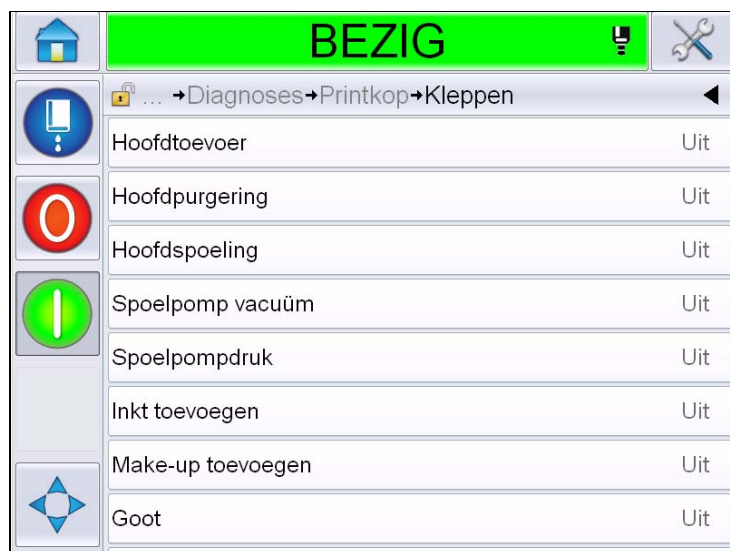 BEZIG
... →Diagnoses→Printkop→Kleppen
Hoofdtoevoer Uit
Hoofdpurgering Uit
Hoofdspoeling Uit
Spoelpomp vacuüm Uit
Spoelpompdruk Uit
Inkt toevoegen Uit
Make-up toevoegen Uit
Goot Uit